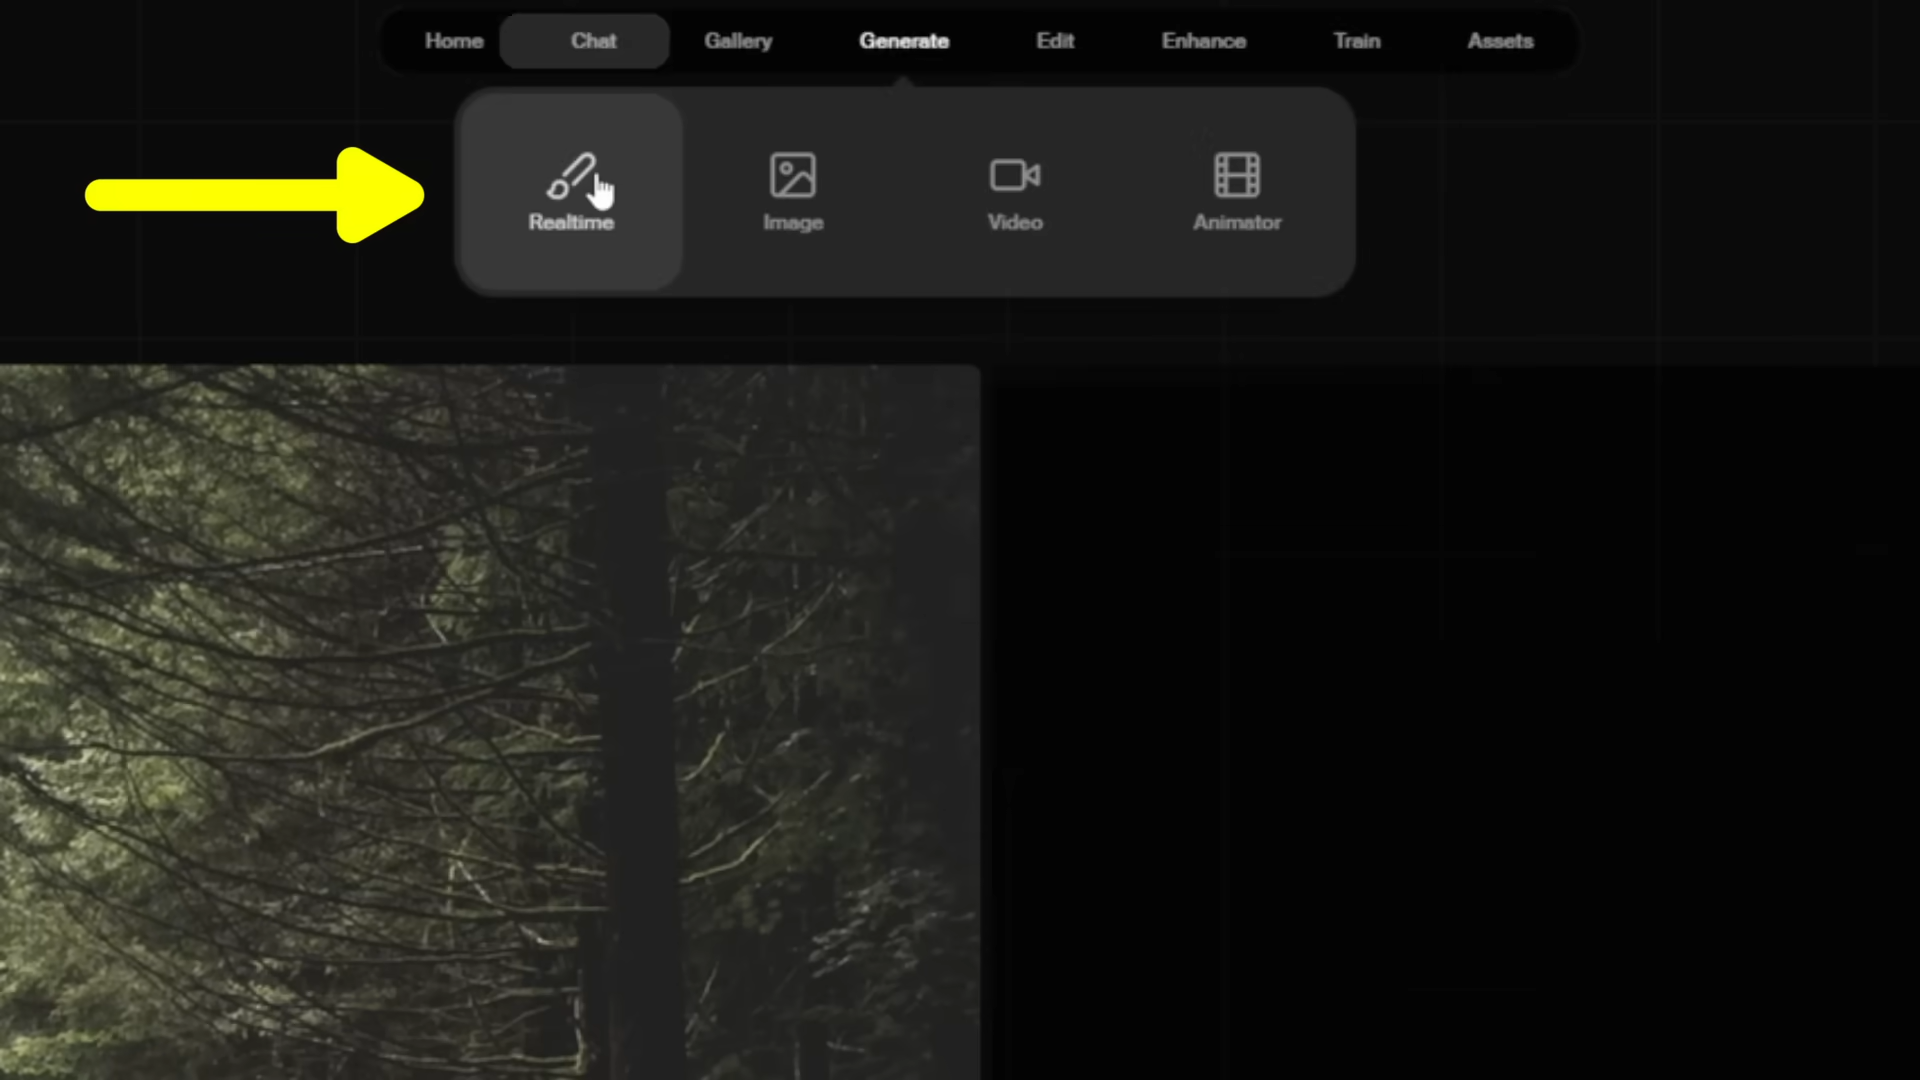 Home Chat Gallery Generate Edit Enhance Train Assets
Realtime Image Video Animator